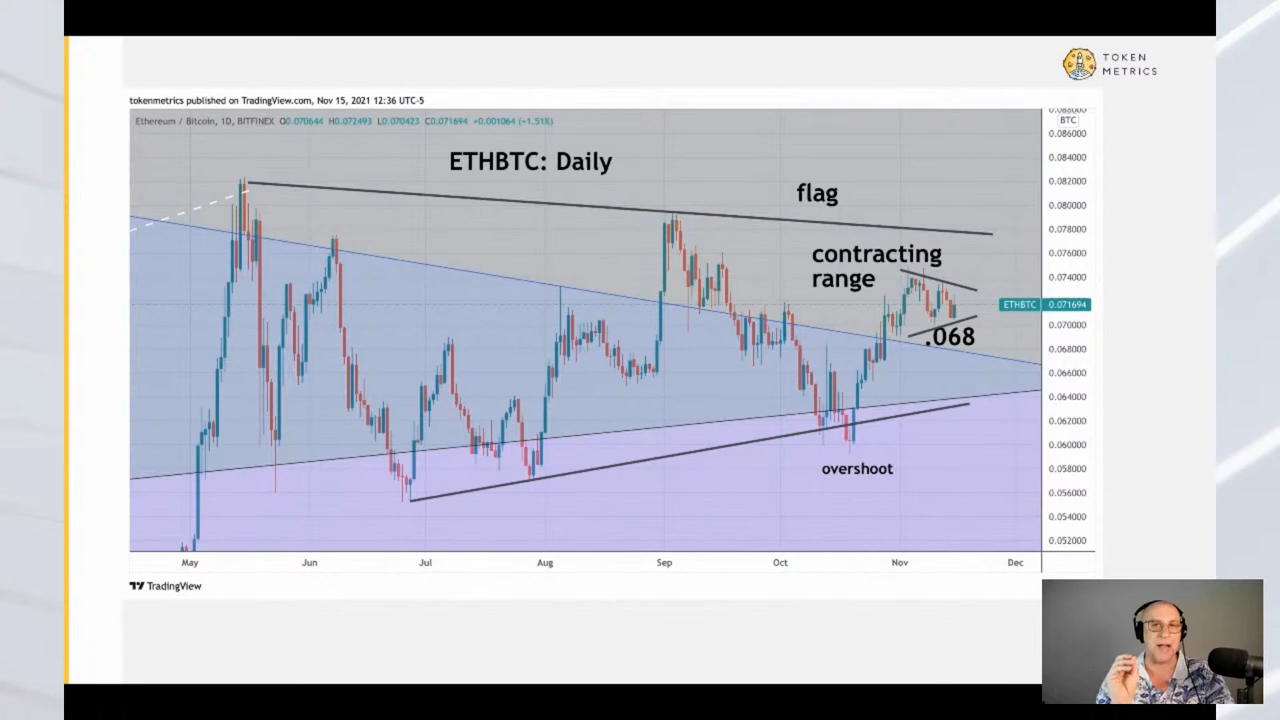 TOKEN
METRICS
tokenmetrics published on TradingView.com, Nov 15, 2021 12:36 UTC-5
Ethereum / Bitcoin, 1D, BITFINEX O0.070644 H0.072493 L0.070423 C0.071694 +0.001064 (+1.51%)
0.088000
BTC
0.086000
ETHBTC: Daily
0.084000
0.082000
flag
0.080000
0.078000
contracting
range
0.076000
0.074000
ETHBTC 0.071694
0.070000
.068
0.068000
0.066000
0.064000
0.062000
0.060000
overshoot
0.058000
0.056000
0.054000
0.052000
May Jun Jul Aug Sep Oct Nov Dec
TradingView